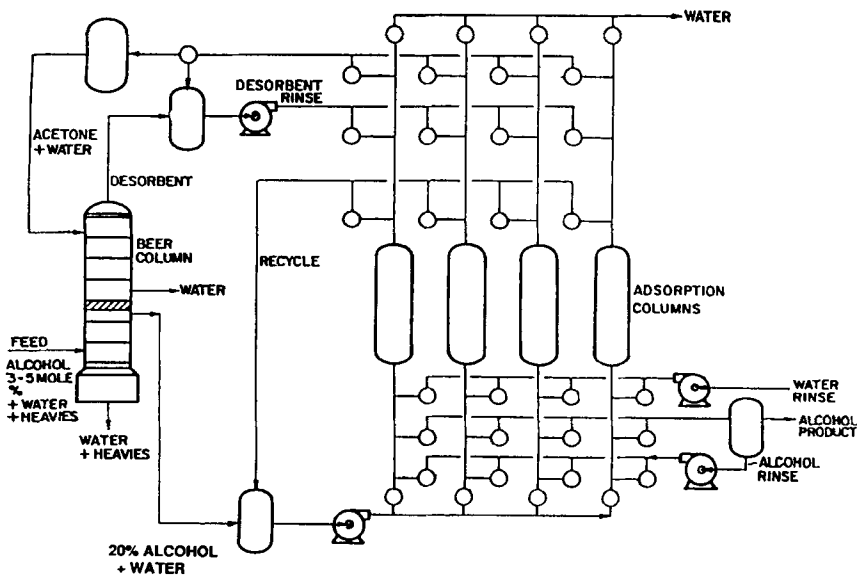 WATER
DESORBENT
RINSE
ACETONE
+ WATER
DESORBENT
BEER
COLUMN
RECYCLE
WATER
ADSORPTION
COLUMNS
FEED
ALCOHOL
3-5 MOLE
%
+ WATER
+ HEAVIES
WATER
+ HEAVIES
WATER
RINSE
ALCOHOL
PRODUCT
ALCOHOL
RINSE
20% ALCOHOL
+ WATER